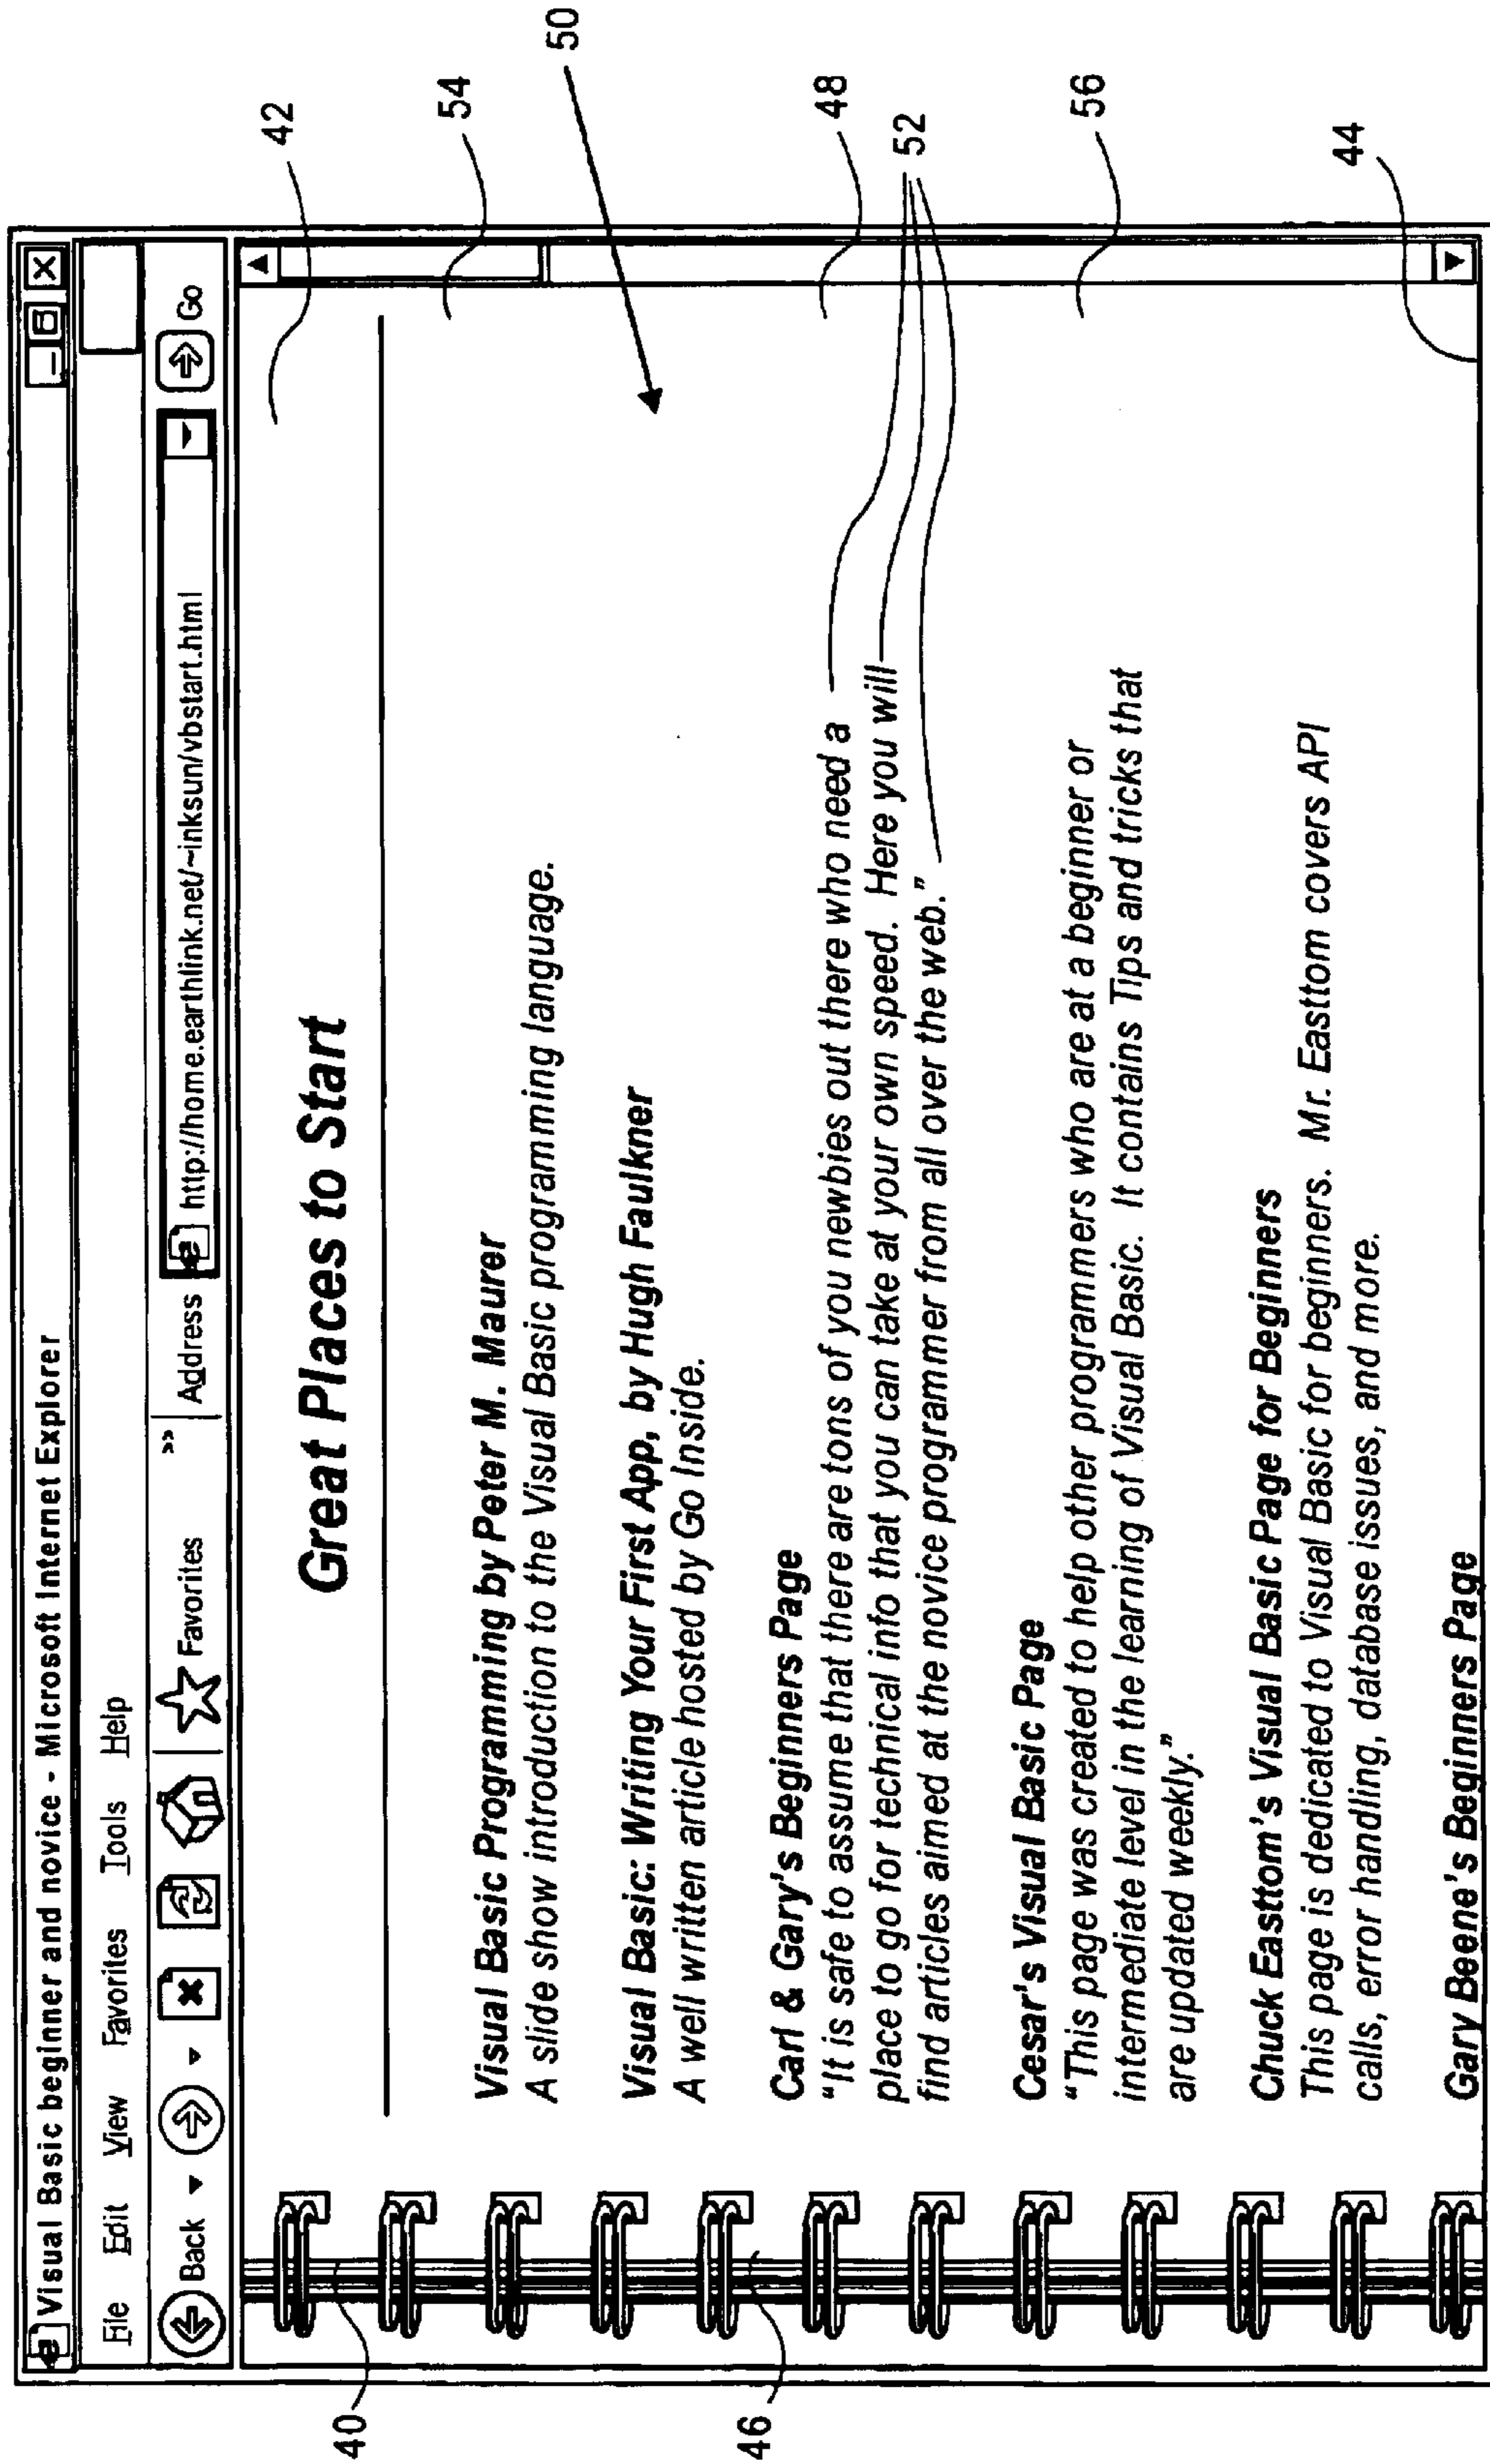 Visual Basic beginner and novice - Microsoft Internet Explorer
File Edit View Favorites Tools Help
Back Favorites » Address http://home.earthlink.net/~inksun/vbstart.html Go
Great Places to Start
Visual Basic Programming by Peter M. Maurer
A slide show introduction to the Visual Basic programming language.
Visual Basic: Writing Your First App, by Hugh Faulkner
A well written article hosted by Go Inside.
Carl & Gary's Beginners Page
"It is safe to assume that there are tons of you newbies out there who need a
place to go for technical info that you can take at your own speed. Here you will
find articles aimed at the novice programmer from all over the web."
Cesar's Visual Basic Page
"This page was created to help other programmers who are at a beginner or
intermediate level in the learning of Visual Basic. It contains Tips and tricks that
are updated weekly."
Chuck Easttom's Visual Basic Page for Beginners
This page is dedicated to Visual Basic for beginners. Mr. Easttom covers API
calls, error handling, database issues, and more.
Gary Beene's Beginners Page
40
46
42
54
50
48
52
56
44